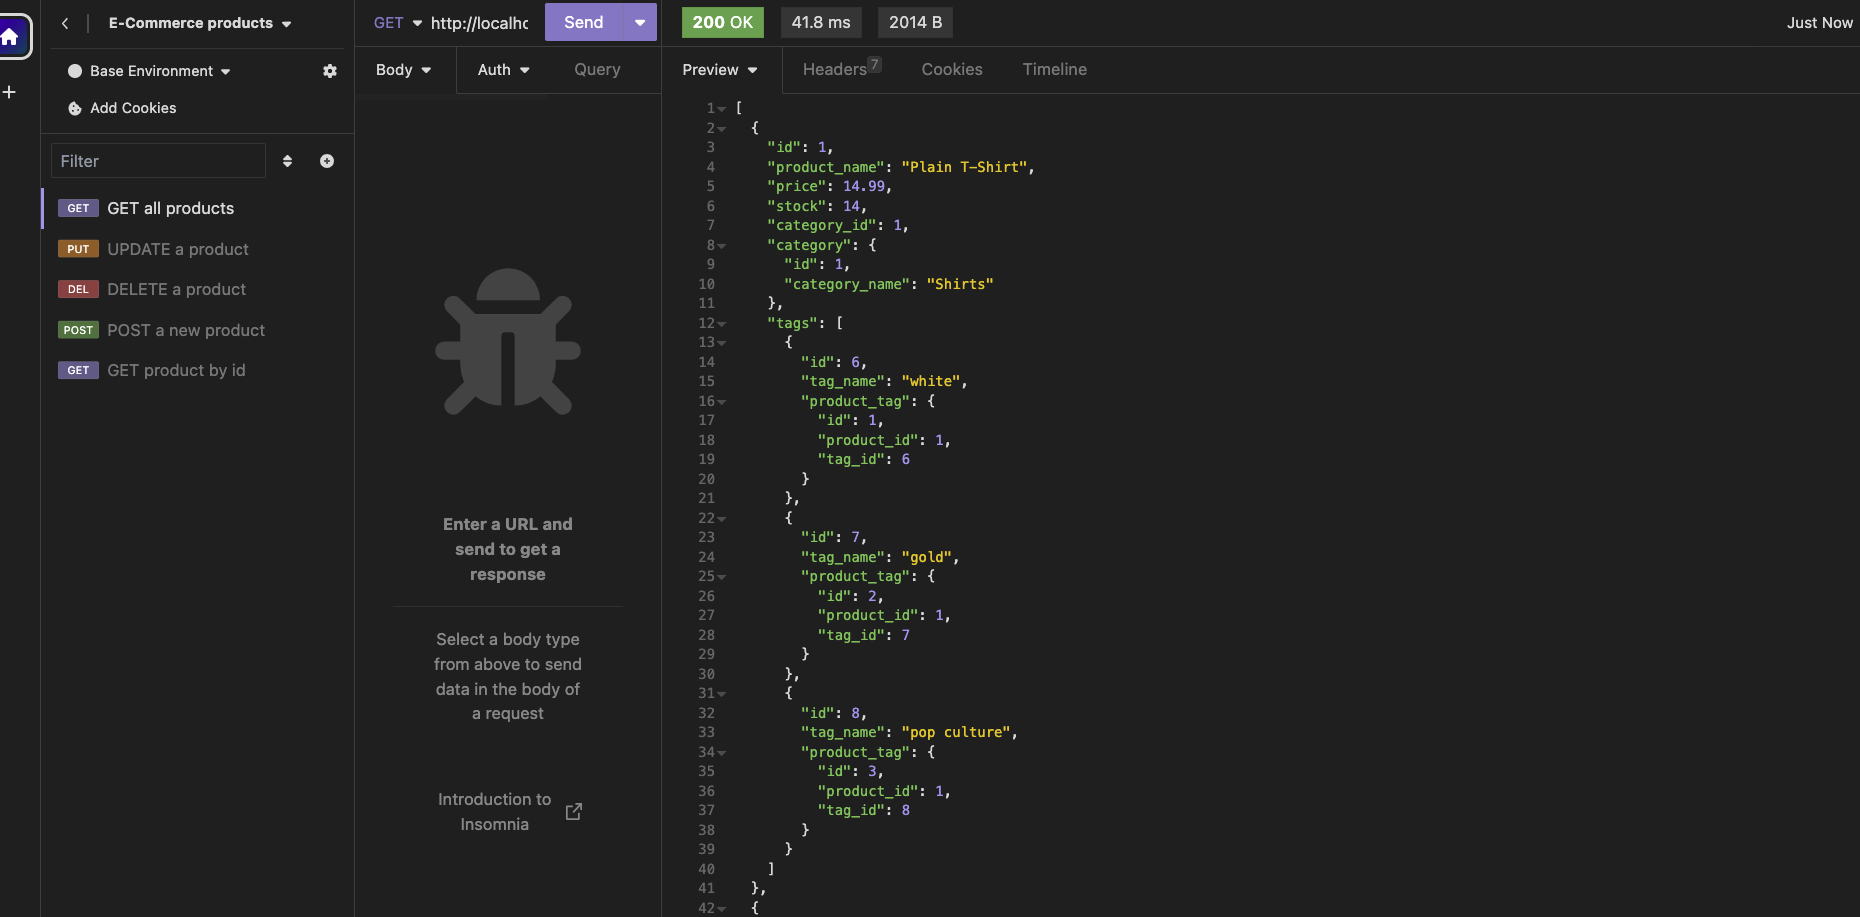 E-Commerce products
Base Environment
Add Cookies
Filter
GET GET all products
PUT UPDATE a product
DEL DELETE a product
POST POST a new product
GET GET product by id
GET http://localhc Send
Body Auth Query
Enter a URL and
send to get a
response
Select a body type
from above to send
data in the body of
a request
Introduction to
Insomnia
200 OK 41.8 ms 2014 B Just Now
Preview Headers 7 Cookies Timeline
1 [
2 {
3 "id": 1,
4 "product_name": "Plain T-Shirt",
5 "price": 14.99,
6 "stock": 14,
7 "category_id": 1,
8 "category": {
9 "id": 1,
10 "category_name": "Shirts"
11 },
12 "tags": [
13 {
14 "id": 6,
15 "tag_name": "white",
16 "product_tag": {
17 "id": 1,
18 "product_id": 1,
19 "tag_id": 6
20 }
21 },
22 {
23 "id": 7,
24 "tag_name": "gold",
25 "product_tag": {
26 "id": 2,
27 "product_id": 1,
28 "tag_id": 7
29 }
30 },
31 {
32 "id": 8,
33 "tag_name": "pop culture",
34 "product_tag": {
35 "id": 3,
36 "product_id": 1,
37 "tag_id": 8
38 }
39 }
40 ]
41 },
42 {